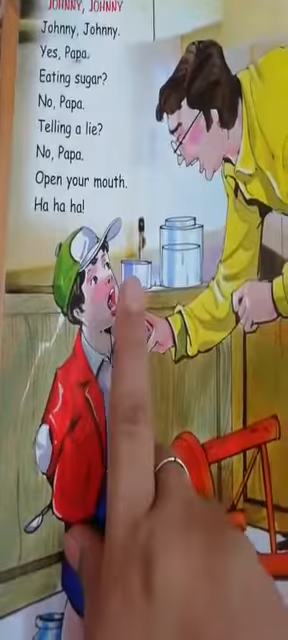 JOHNNY, JOHNNY
Johnny, Johnny.
Yes, Papa.
Eating sugar?
No, Papa.
Telling a lie?
No, Papa.
Open your mouth.
Ha ha ha!